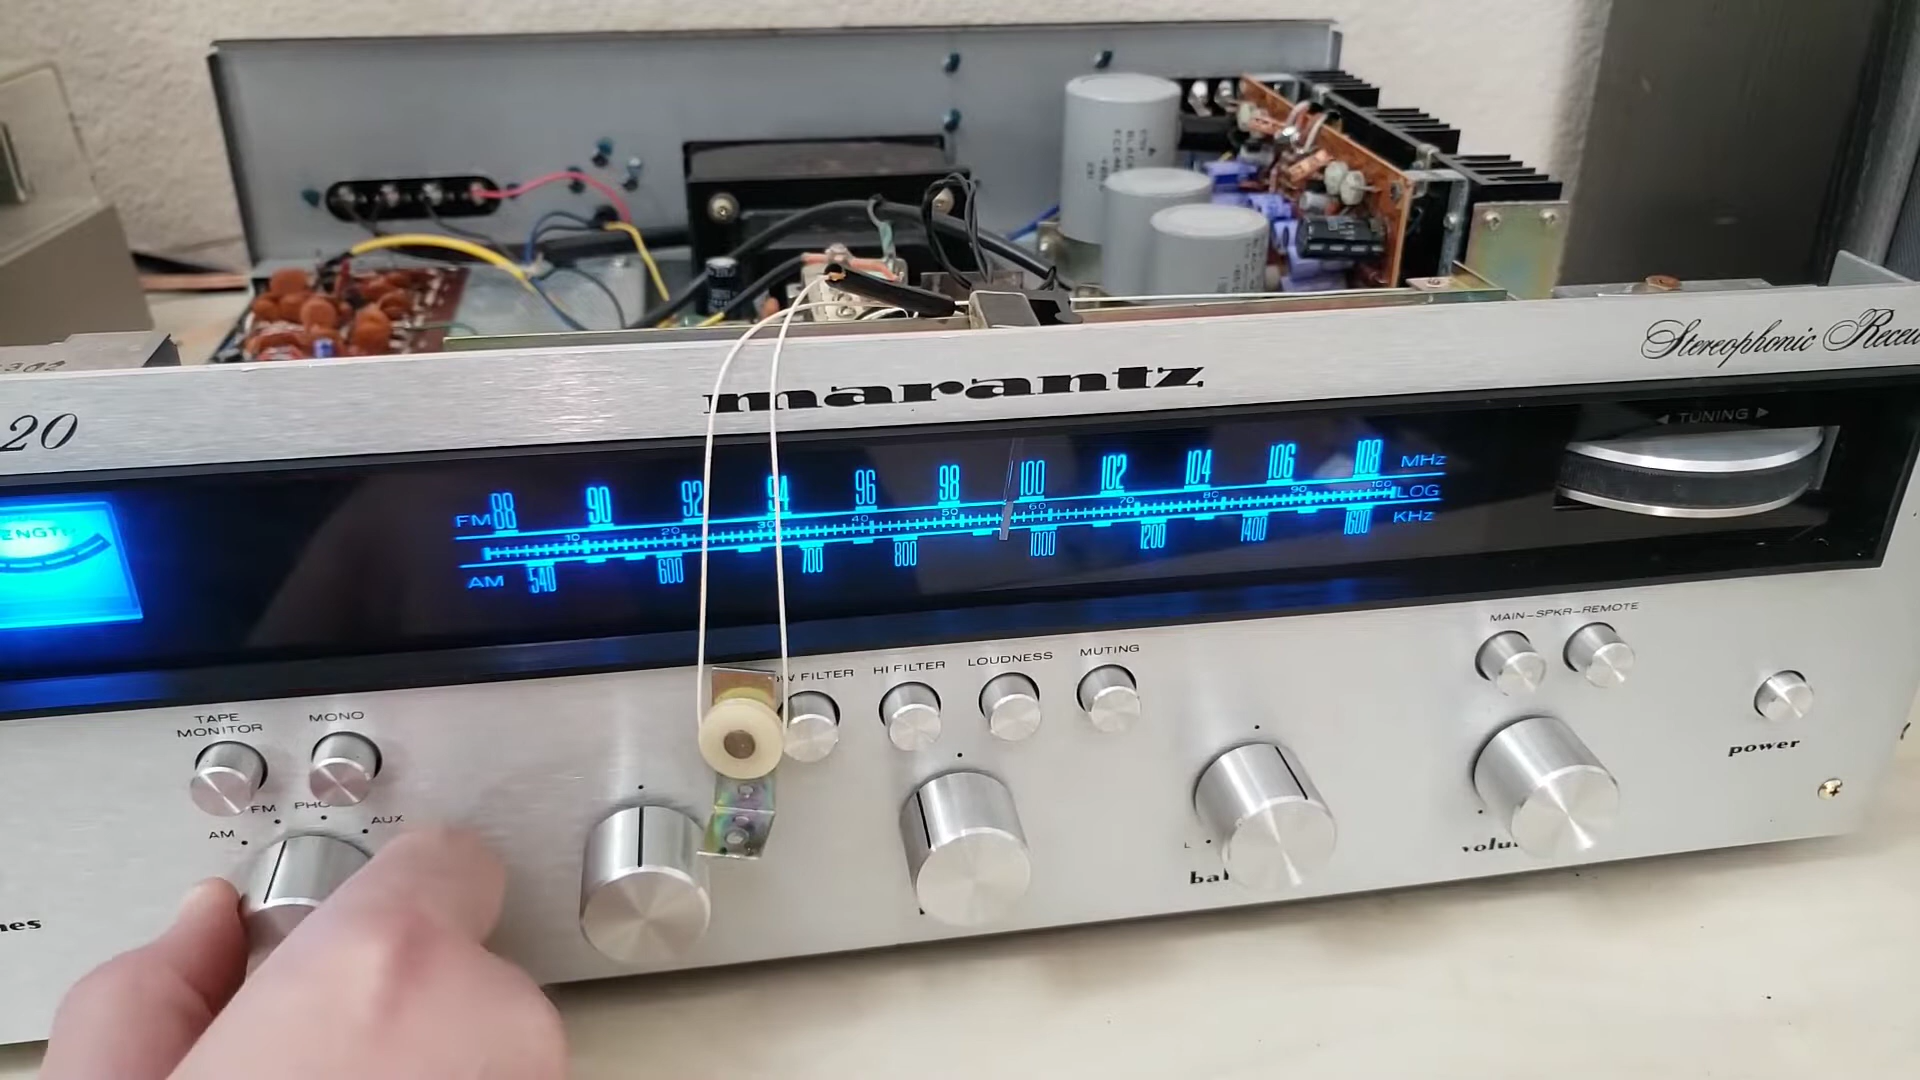 Stereophonic
marantz
20
◄ TUNING ►
88 90 92 94 96 98 100 102 104 106 108 MHz
FM
10 20 30 40 50 60 70 80 90 100 LOG
AM 540 600 700 800 1000 1200 1400 1600 KHz
MAIN-SPKR-REMOTE
FILTER HI FILTER LOUDNESS MUTING
TAPE
MONITOR
MONO
power
AM FM AUX
L